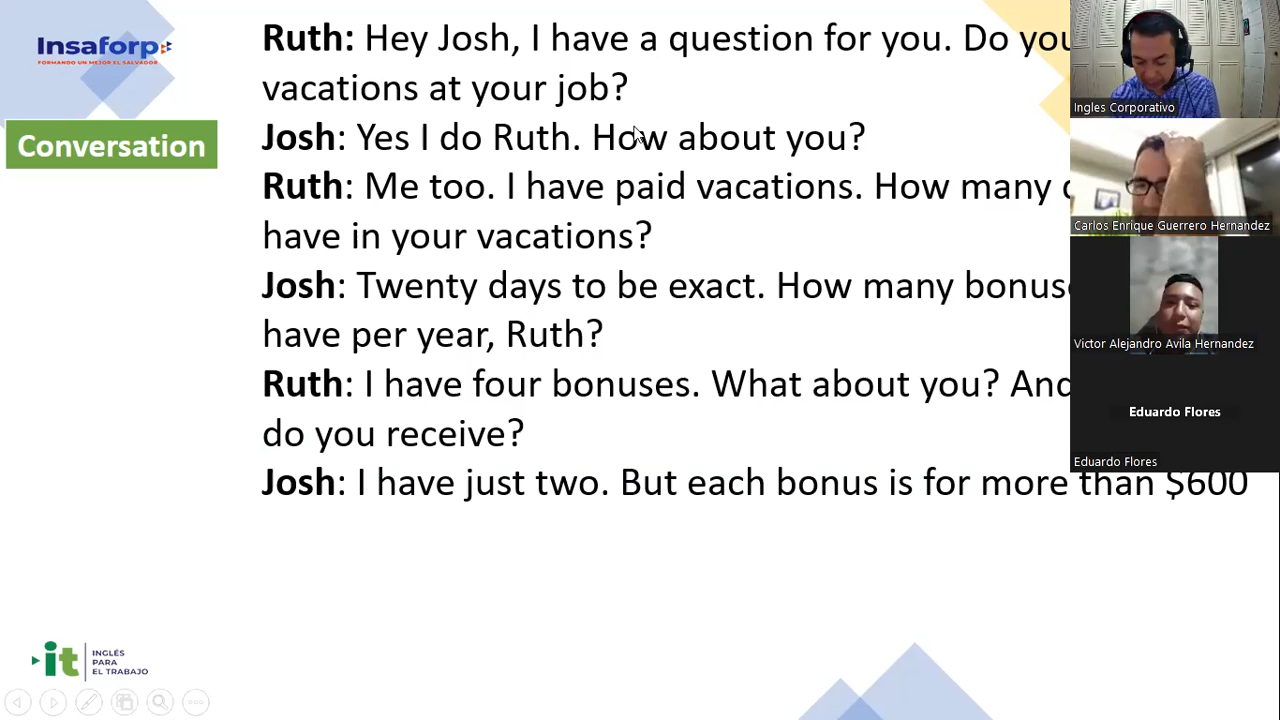 Insaforp
FORMANDO UN MEJOR EL SALVADOR
Conversation
Ruth: Hey Josh, I have a question for you. Do you
vacations at your job?
Josh: Yes I do Ruth. How about you?
Ruth: Me too. I have paid vacations. How many
have in your vacations?
Josh: Twenty days to be exact. How many
have per year, Ruth?
Ruth: I have four bonuses. What about you? And
do you receive?
Josh: I have just two. But each bonus is for more than $600
it
INGLÉS
PARA
EL TRABAJO
Ingles Corporativo
Carlos Enrique Guerrero Hernandez
Victor Alejandro Avila Hernandez
Eduardo Flores
Eduardo Flores